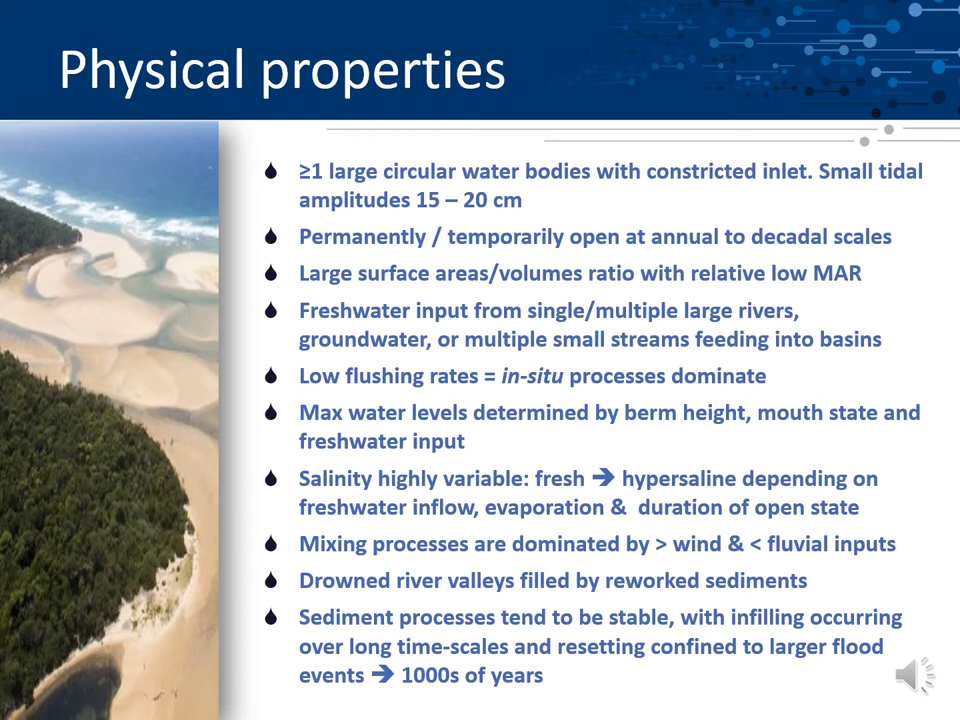 Physical properties
≥1 large circular water bodies with constricted inlet. Small tidal
amplitudes 15 – 20 cm
Permanently / temporarily open at annual to decadal scales
Large surface areas/volumes ratio with relative low MAR
Freshwater input from single/multiple large rivers,
groundwater, or multiple small streams feeding into basins
Low flushing rates = in-situ processes dominate
Max water levels determined by berm height, mouth state and
freshwater input
Salinity highly variable: fresh ➔ hypersaline depending on
freshwater inflow, evaporation & duration of open state
Mixing processes are dominated by > wind & < fluvial inputs
Drowned river valleys filled by reworked sediments
Sediment processes tend to be stable, with infilling occurring
over long time-scales and resetting confined to larger flood
events ➔ 1000s of years